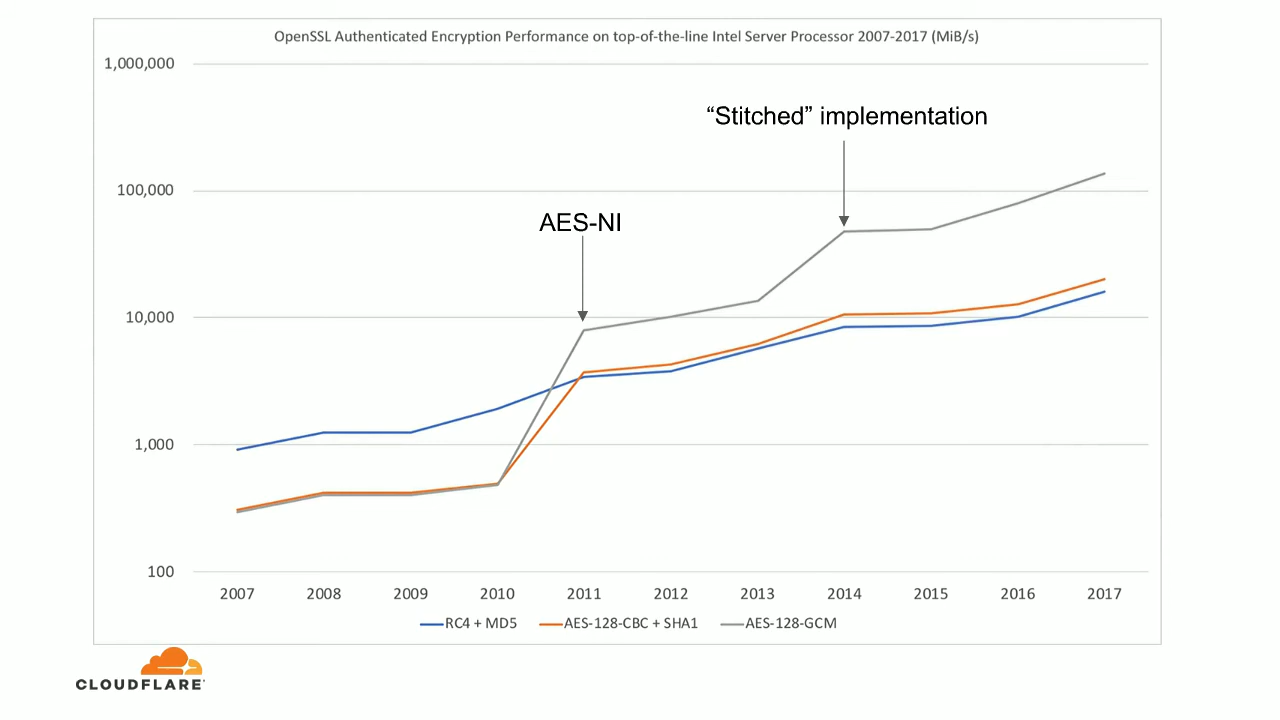 OpenSSL Authenticated Encryption Performance on top-of-the-line Intel Server Processor 2007-2017 (MiB/s)
1,000,000
“Stitched” implementation
100,000
AES-NI
10,000
1,000
100
2007 2008 2009 2010 2011 2012 2013 2014 2015 2016 2017
RC4 + MD5 AES-128-CBC + SHA1 AES-128-GCM
CLOUDFLARE